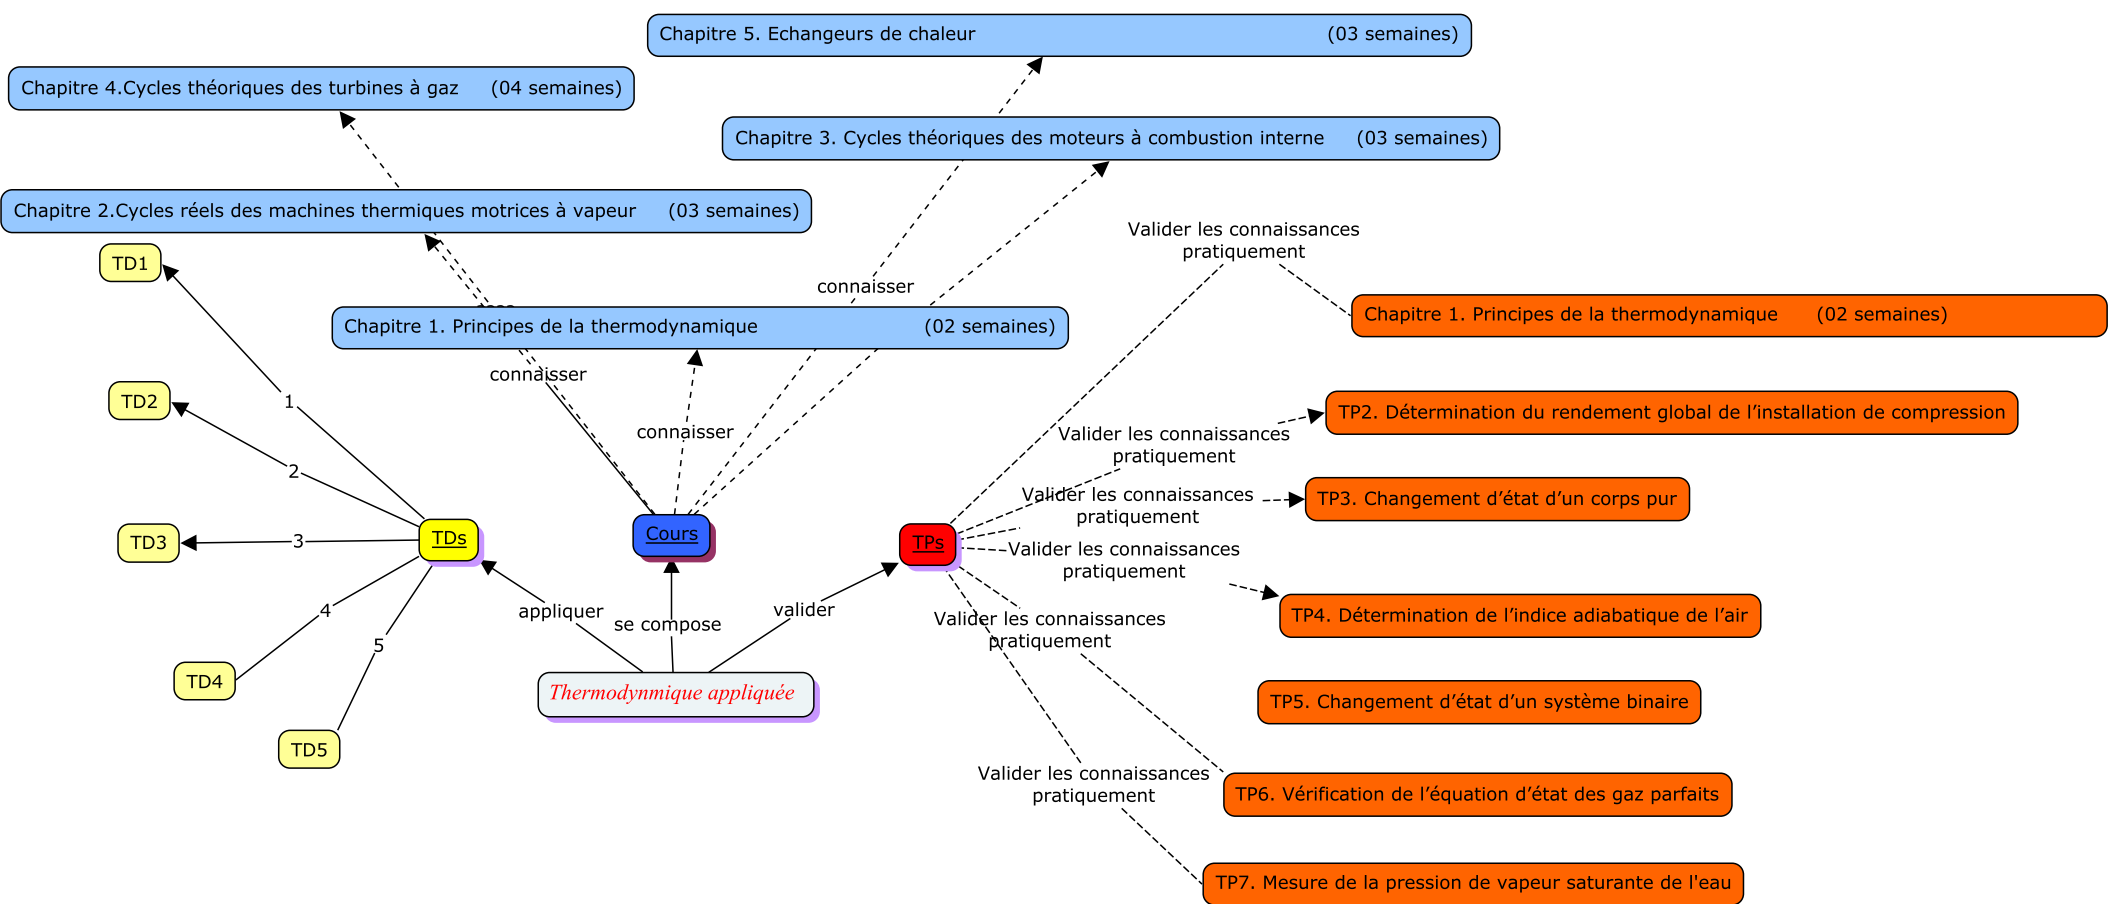 Chapitre 5. Echangeurs de chaleur (03 semaines)
Chapitre 4.Cycles théoriques des turbines à gaz (04 semaines)
Chapitre 3. Cycles théoriques des moteurs à combustion interne (03 semaines)
Chapitre 2.Cycles réels des machines thermiques motrices à vapeur (03 semaines)
Valider les connaissances
pratiquement
TD1
connaisser
Chapitre 1. Principes de la thermodynamique (02 semaines)
Chapitre 1. Principes de la thermodynamique (02 semaines)
connaisser
TD2
1
TP2. Détermination du rendement global de l’installation de compression
connaisser
Valider les connaissances
pratiquement
2
Valider les connaissances
pratiquement
TP3. Changement d’état d’un corps pur
TD3
3
TDs
Cours
TPs
Valider les connaissances
pratiquement
4
appliquer
se compose
valider
Valider les connaissances
pratiquement
TP4. Détermination de l’indice adiabatique de l’air
5
TD4
Thermodynmique appliquée
TP5. Changement d’état d’un système binaire
TD5
Valider les connaissances
pratiquement
TP6. Vérification de l’équation d’état des gaz parfaits
TP7. Mesure de la pression de vapeur saturante de l'eau